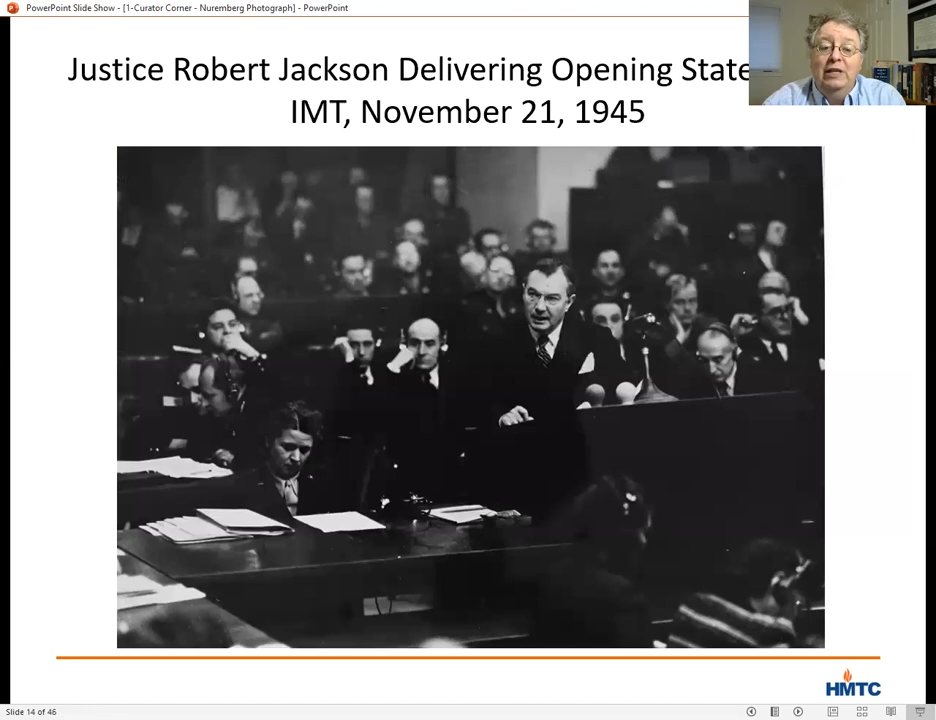 PowerPoint Slide Show - [1-Curator Corner - Nuremberg Photograph] - PowerPoint
Justice Robert Jackson Delivering Opening State
IMT, November 21, 1945
HMTC
Slide 14 of 46